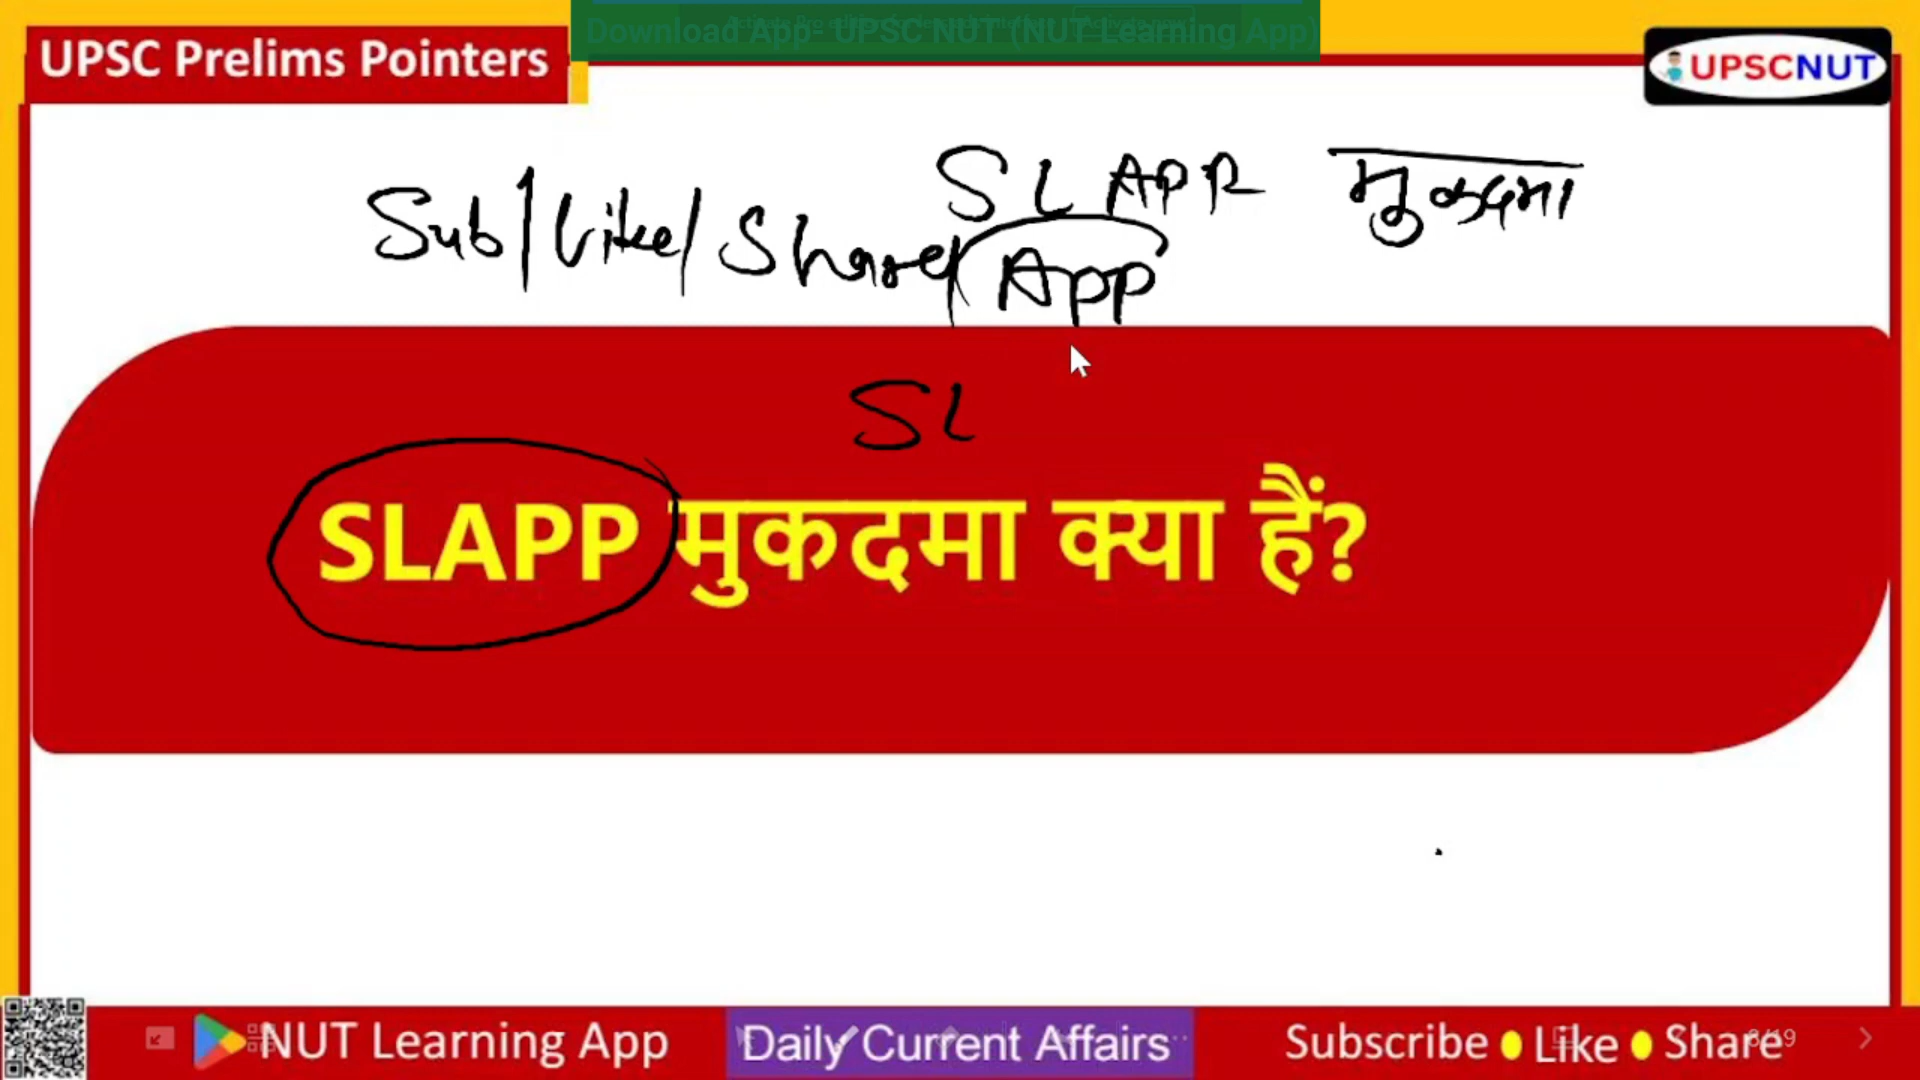 Download App- UPSC NUT (NUT Learning App)
UPSC Prelims Pointers
UPSCNUT
SLAPP मुकदमा
Sub/Like/Share/App
SL
SLAPP मुकदमा क्या हैं?
NUT Learning App
Daily Current Affairs
Subscribe ● Like ● Share